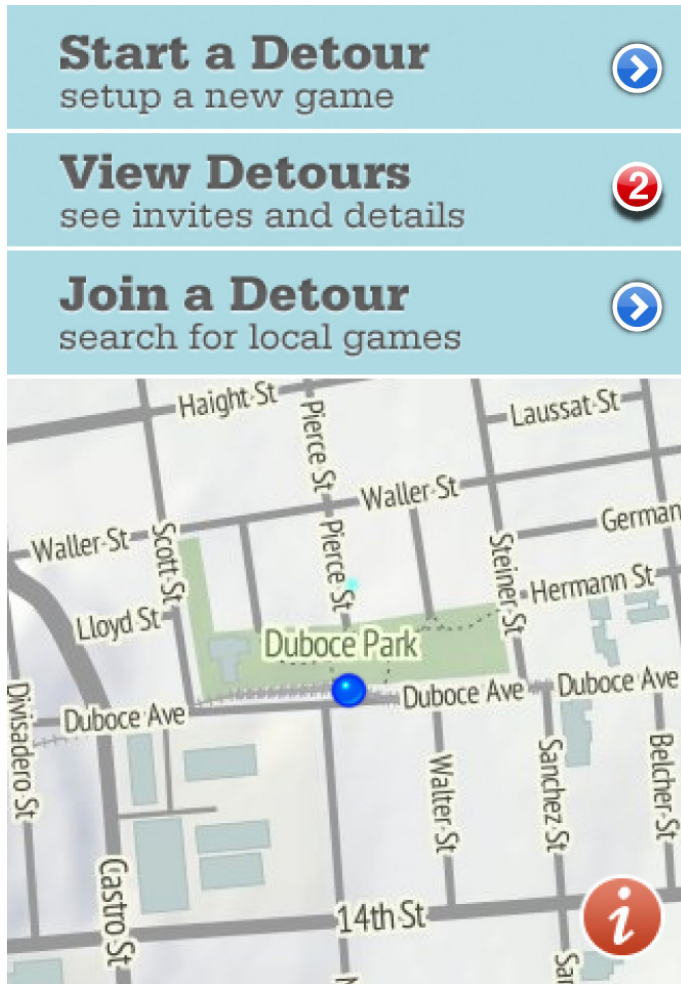 Start a Detour
setup a new game
View Detours
see invites and details
2
Join a Detour
search for local games
Haight St
Pierce St
Laussat St
Waller St
German
Waller St
Scott St
Pierce St
Steiner St
Hermann St
Lloyd St
Duboce Park
Divisadero St
Duboce Ave
Duboce Ave
Duboce Ave
Walter St
Sanchez St
Belcher St
Castro St
14th St
i